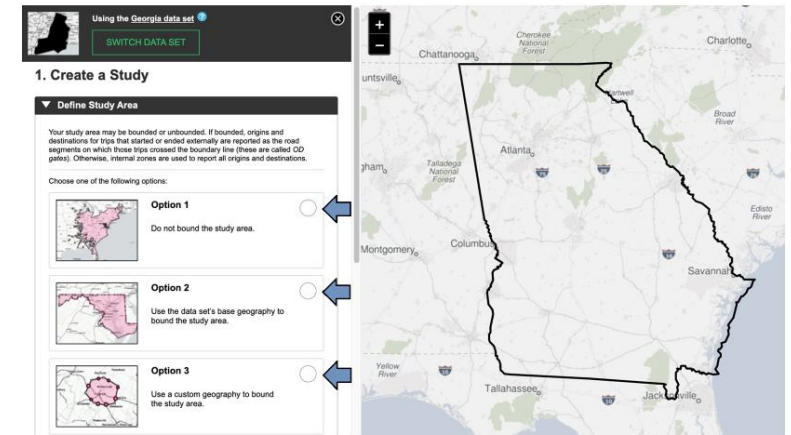 Using the Georgia data set ?
SWITCH DATA SET
1. Create a Study
Define Study Area
Your study area may be bounded or unbounded. If bounded, origins and
destinations for trips that started or ended externally are reported as the road
segments on which those trips crossed the boundary line (these are called OD
gates). Otherwise, internal zones are used to report all origins and destinations.
Choose one of the following options:
Option 1
Do not bound the study area.
Option 2
Use the data set's base geography to
bound the study area.
Option 3
Use a custom geography to bound
the study area.
+
−
Cherokee
National
Forest
Chattanooga
Charlotte
untsville
Broad
River
Atlanta
Talladega
National
Forest
gham
Edisto
River
Montgomery
Columbus
Savannah
Yellow
River
Tallahassee
Jacksonville